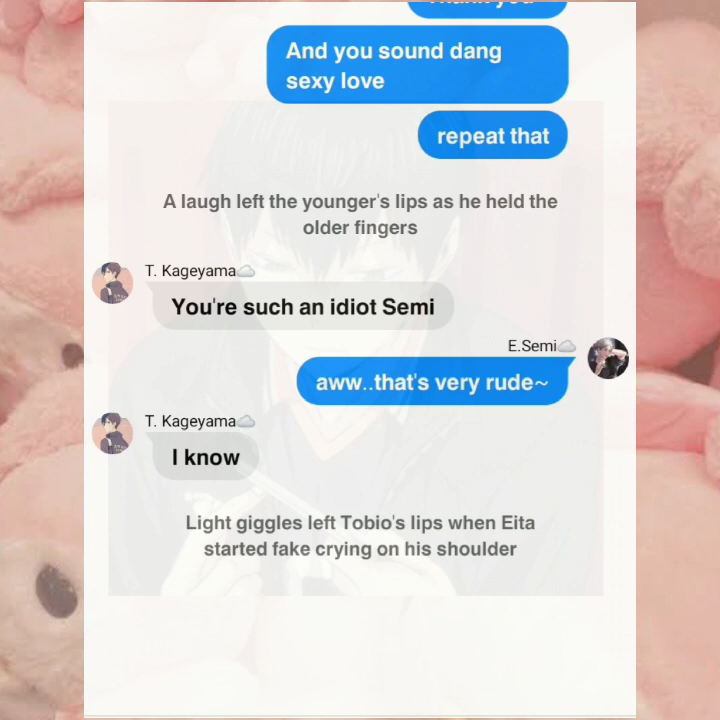 And you sound dang
sexy love
repeat that
A laugh left the younger's lips as he held the
older fingers
T. Kageyama☁️
You're such an idiot Semi
E.Semi☁️
aww..that's very rude~
T. Kageyama☁️
I know
Light giggles left Tobio's lips when Eita
started fake crying on his shoulder